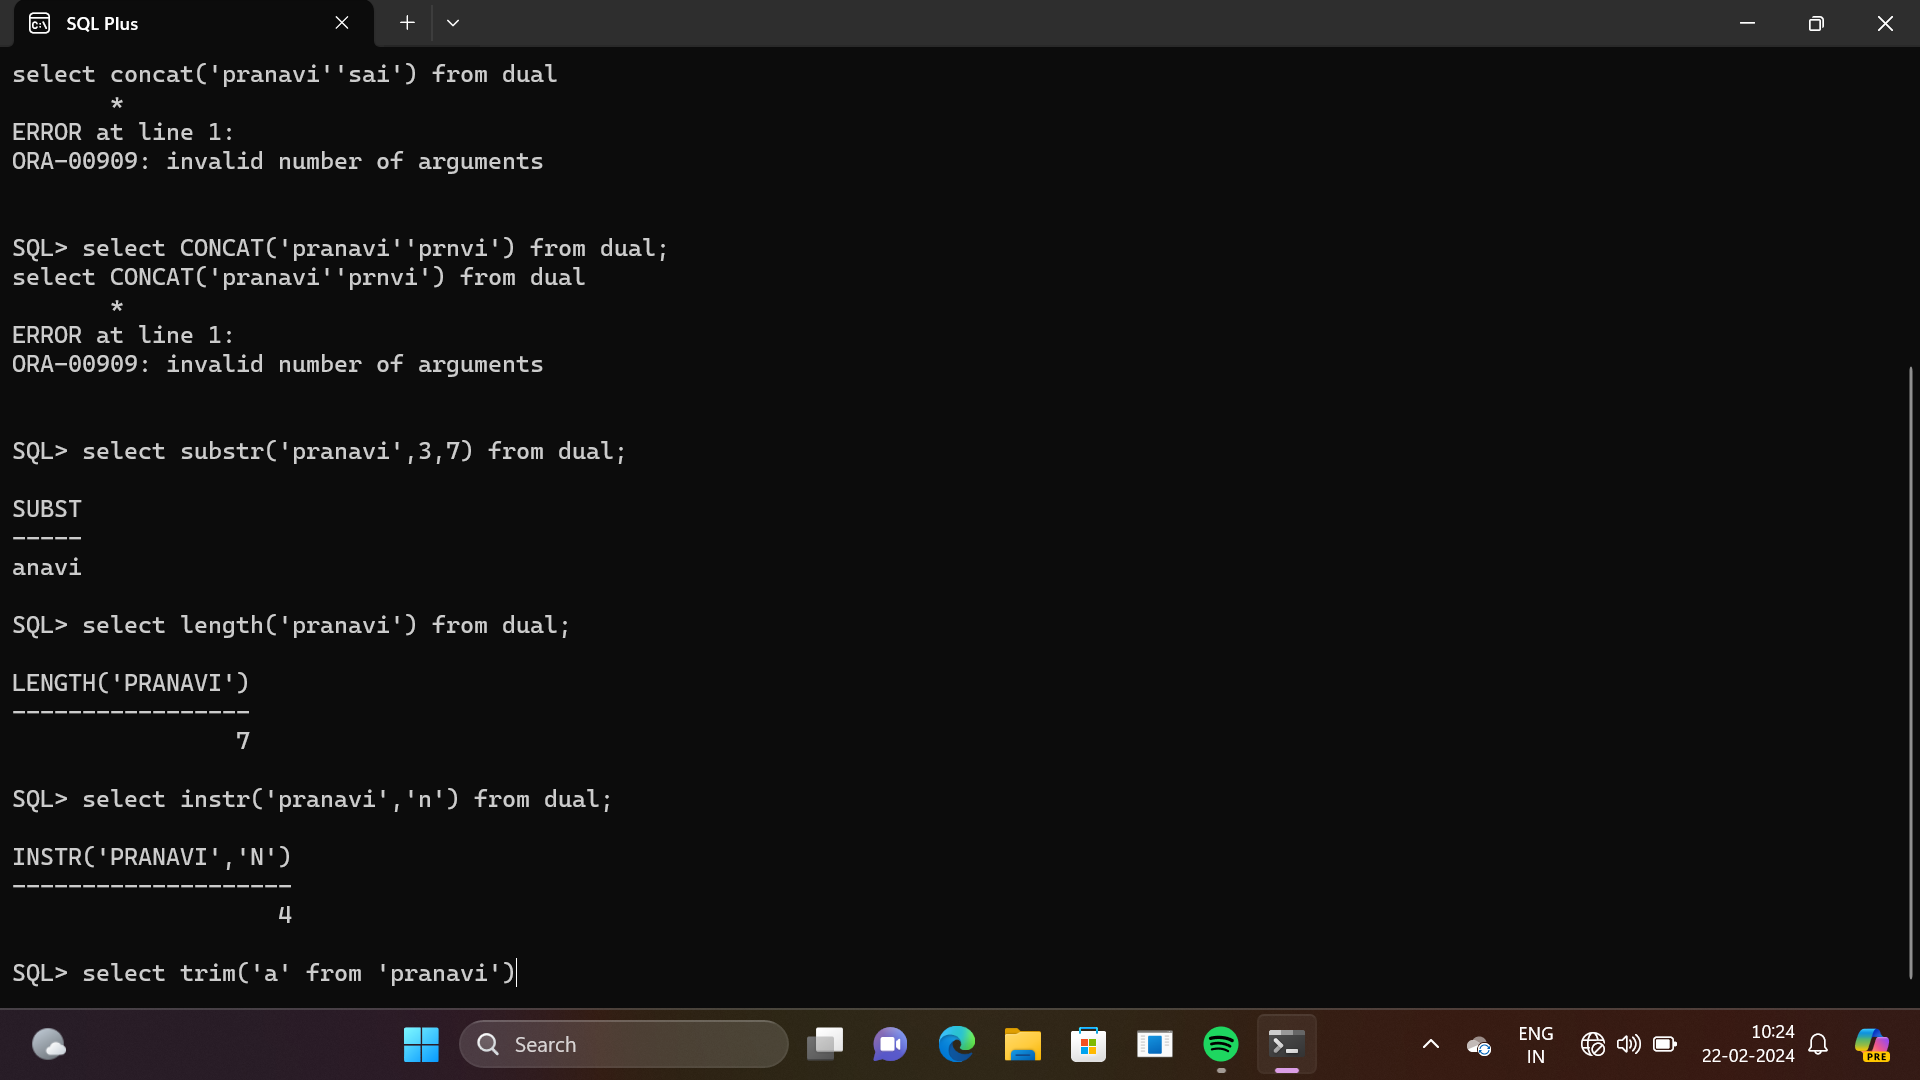 SQL Plus
select concat('pranavi''sai') from dual
*
ERROR at line 1:
ORA-00909: invalid number of arguments
SQL> select CONCAT('pranavi''prnvi') from dual;
select CONCAT('pranavi''prnvi') from dual
*
ERROR at line 1:
ORA-00909: invalid number of arguments
SQL> select substr('pranavi',3,7) from dual;
SUBST
-----
anavi
SQL> select length('pranavi') from dual;
LENGTH('PRANAVI')
-----------------
7
SQL> select instr('pranavi','n') from dual;
INSTR('PRANAVI','N')
--------------------
4
SQL> select trim('a' from 'pranavi')
Search
ENG
IN
10:24
22-02-2024
PRE